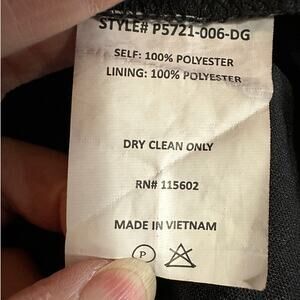 STYLE# P5721-006-DG
SELF: 100% POLYESTER
LINING: 100% POLYESTER
DRY CLEAN ONLY
RN# 115602
MADE IN VIETNAM
P